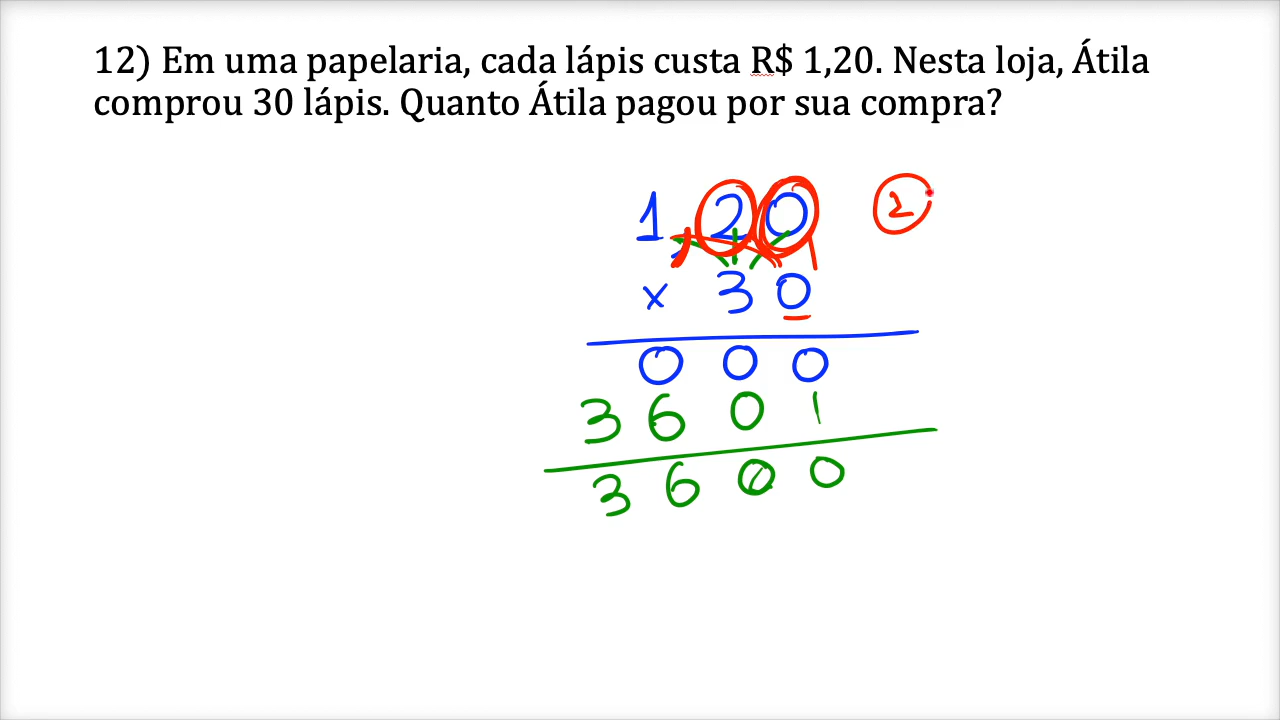 12) Em uma papelaria, cada lápis custa R$ 1,20. Nesta loja, Átila
comprou 30 lápis. Quanto Átila pagou por sua compra?
1,20 2
x 30
000
3601
3600